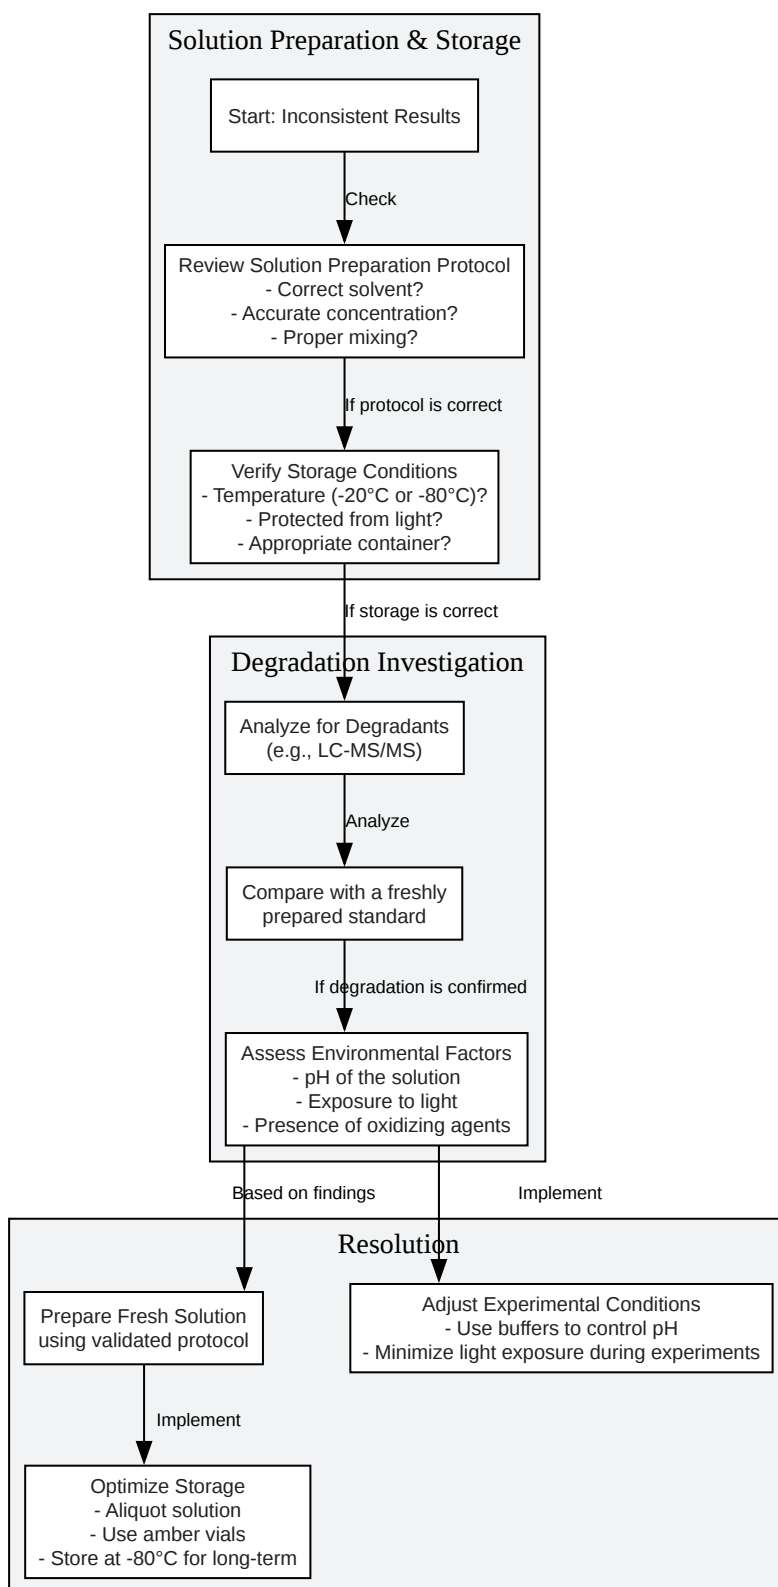 Solution Preparation & Storage
Start: Inconsistent Results
Check
Review Solution Preparation Protocol
- Correct solvent?
- Accurate concentration?
- Proper mixing?
If protocol is correct
Verify Storage Conditions
- Temperature (-20°C or -80°C)?
- Protected from light?
- Appropriate container?
If storage is correct
Degradation Investigation
Analyze for Degradants
(e.g., LC-MS/MS)
Analyze
Compare with a freshly
prepared standard
If degradation is confirmed
Assess Environmental Factors
- pH of the solution
- Exposure to light
- Presence of oxidizing agents
Based on findings
Implement
Resolution
Prepare Fresh Solution
using validated protocol
Adjust Experimental Conditions
- Use buffers to control pH
- Minimize light exposure during experiments
Implement
Optimize Storage
- Aliquot solution
- Use amber vials
- Store at -80°C for long-term